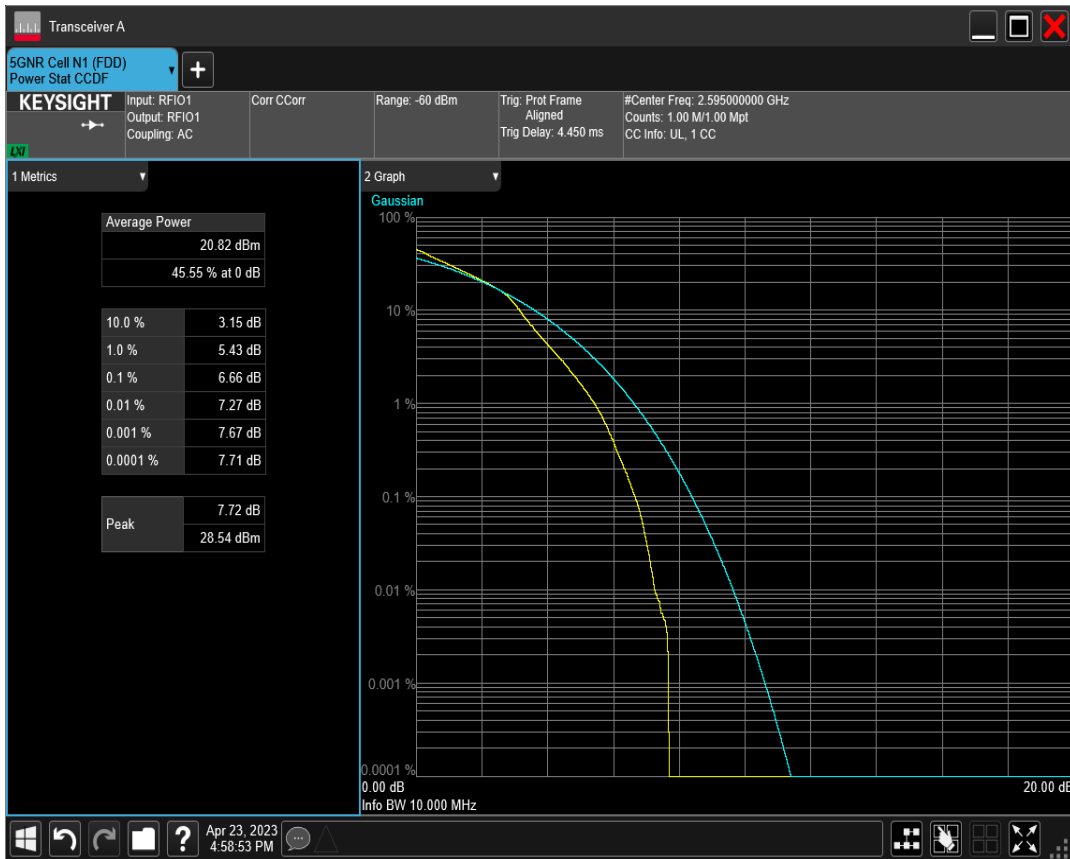 Transceiver A
5GNR Cell N1 (FDD)
Power Stat CCDF
KEYSIGHT
LXI
Input: RFIO1
Output: RFIO1
Coupling: AC
Corr CCorr
Range: -60 dBm
Trig: Prot Frame
Aligned
Trig Delay: 4.450 ms
#Center Freq: 2.595000000 GHz
Counts: 1.00 M/1.00 Mpt
CC Info: UL, 1 CC
1 Metrics
Average Power
20.82 dBm
45.55 % at 0 dB
10.0 % 3.15 dB
1.0 % 5.43 dB
0.1 % 6.66 dB
0.01 % 7.27 dB
0.001 % 7.67 dB
0.0001 % 7.71 dB
Peak 7.72 dB
28.54 dBm
2 Graph
Gaussian
100 %
10 %
1 %
0.1 %
0.01 %
0.001 %
0.0001 %
0.00 dB 20.00 dB
Info BW 10.000 MHz
Apr 23, 2023
4:58:53 PM